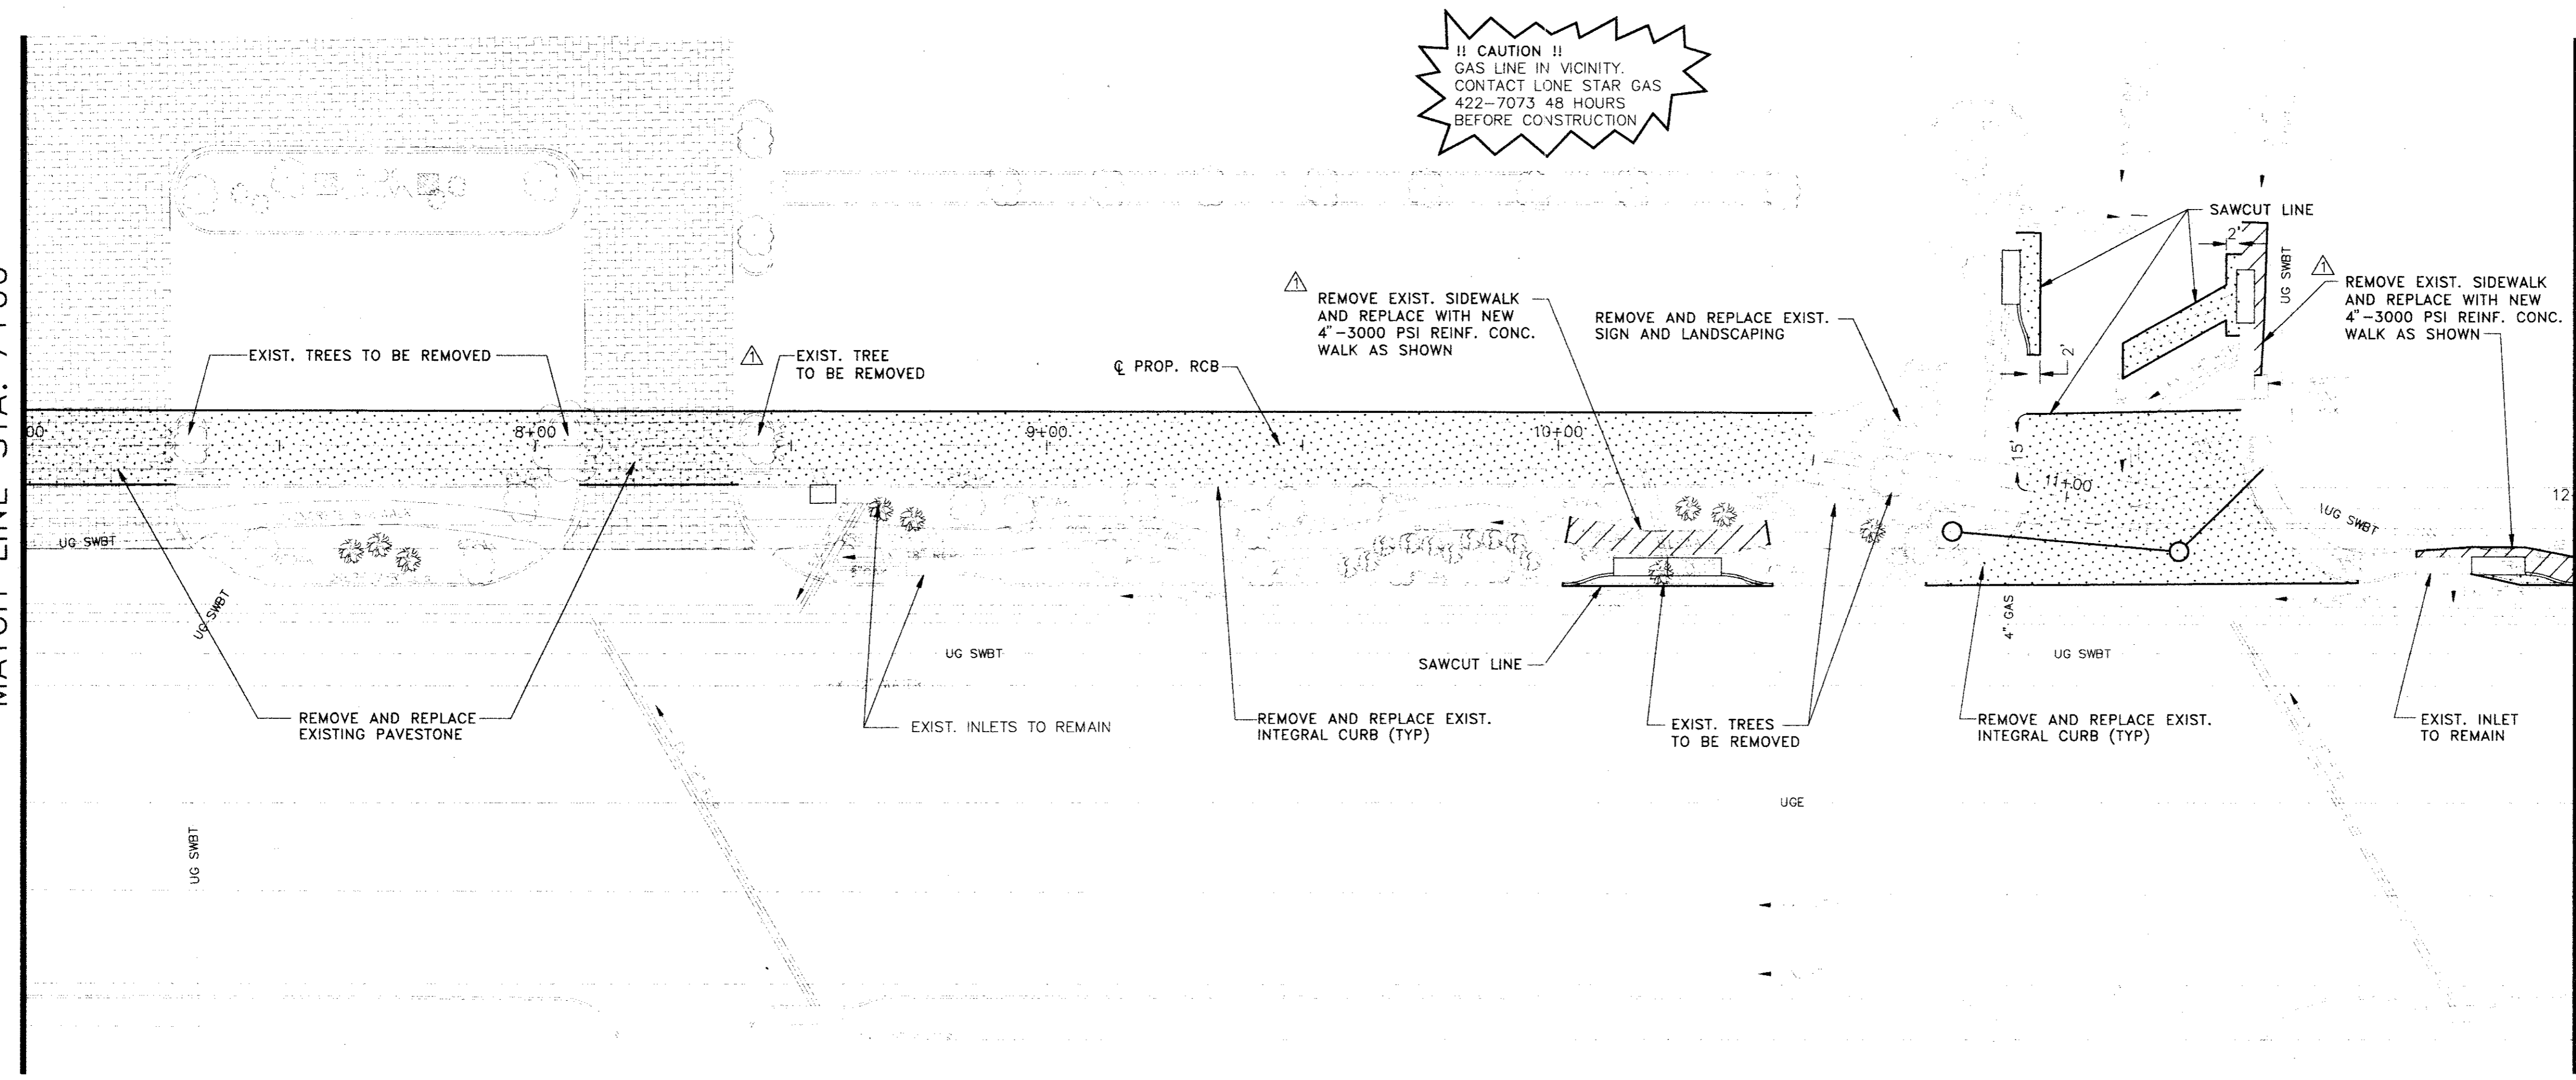 !! CAUTION !!
GAS LINE IN VICINITY.
CONTACT LONE STAR GAS
422-7073 48 HOURS
BEFORE CONSTRUCTION
SAWCUT LINE
2'
UG SWBT
1
REMOVE EXIST. SIDEWALK
AND REPLACE WITH NEW
4"-3000 PSI REINF. CONC.
WALK AS SHOWN
1
REMOVE EXIST. SIDEWALK
AND REPLACE WITH NEW
4"-3000 PSI REINF. CONC.
WALK AS SHOWN
REMOVE AND REPLACE EXIST.
SIGN AND LANDSCAPING
2'
EXIST. TREES TO BE REMOVED
1
EXIST. TREE
TO BE REMOVED
℄ PROP. RCB
00
8+00
9+00
10+00
15'
11+00
12
UG SWBT
UG SWBT
UG SWBT
4" GAS
UG SWBT
UG SWBT
SAWCUT LINE
REMOVE AND REPLACE
EXISTING PAVESTONE
EXIST. INLETS TO REMAIN
REMOVE AND REPLACE EXIST.
INTEGRAL CURB (TYP)
EXIST. TREES
TO BE REMOVED
REMOVE AND REPLACE EXIST.
INTEGRAL CURB (TYP)
EXIST. INLET
TO REMAIN
UGE
UG SWBT